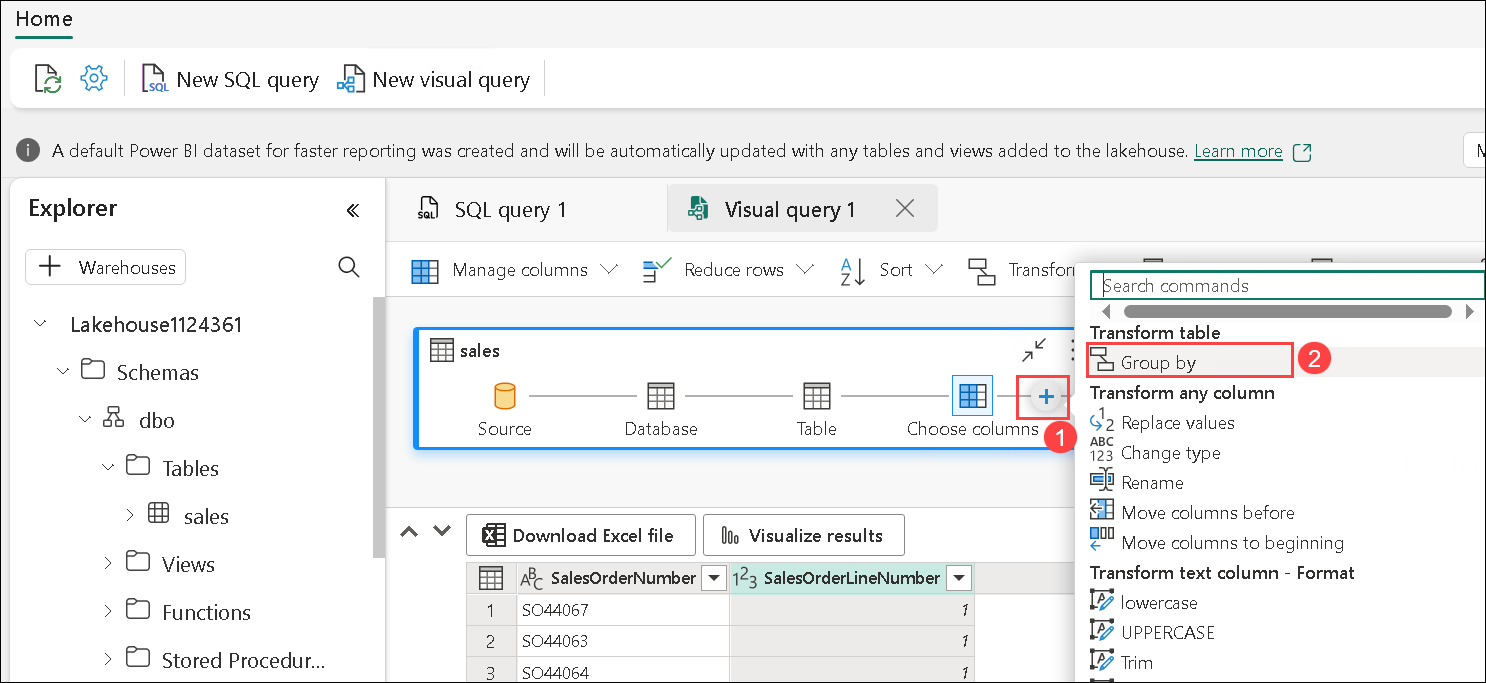 Home
New SQL query
New visual query
A default Power BI dataset for faster reporting was created and will be automatically updated with any tables and views added to the lakehouse. Learn more
Explorer
Warehouses
Lakehouse1124361
Schemas
dbo
Tables
sales
Views
Functions
Stored Procedur...
SQL query 1
Visual query 1
Manage columns
Reduce rows
Sort
sales
Source
Database
Table
Choose columns
1
Search commands
Transform table
Group by
2
Transform any column
Replace values
Change type
Rename
Move columns before
Move columns to beginning
Transform text column - Format
lowercase
UPPERCASE
Trim
Download Excel file
Visualize results
SalesOrderNumber
SalesOrderLineNumber
1 SO44067 1
2 SO44063 1
3 SO44064 1